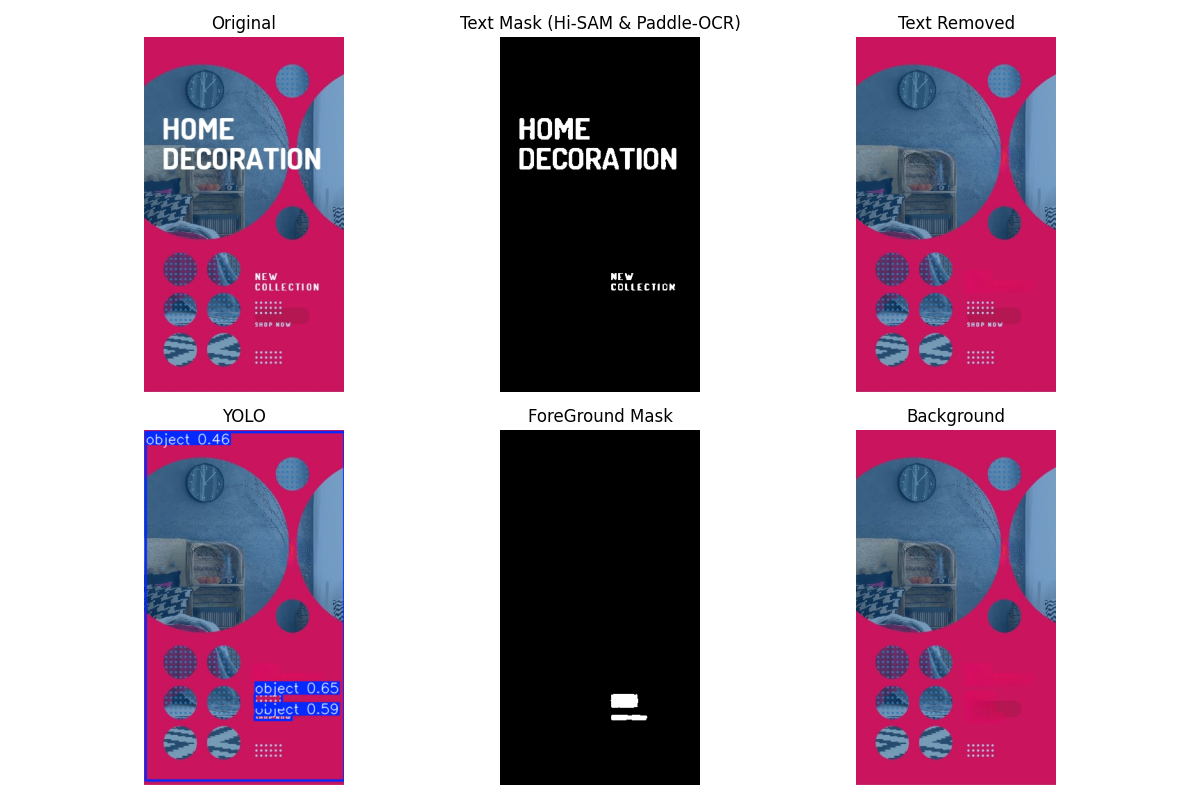 Original
Text Mask (Hi-SAM & Paddle-OCR)
Text Removed
HOME
DECORATION
NEW
COLLECTION
SHOP NOW
HOME
DECORATION
NEW
COLLECTION
SHOP NOW
YOLO
ForeGround Mask
Background
object 0.46
object 0.65
object 0.59